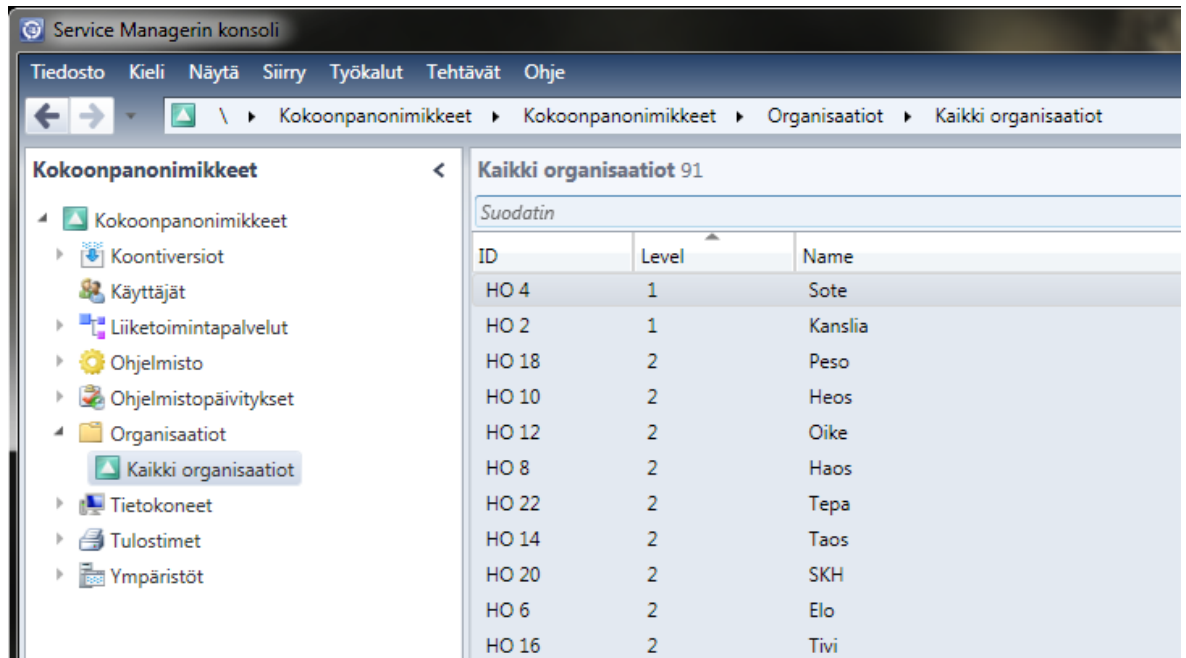 Service Managerin konsoli
Tiedosto Kieli Näytä Siirry Työkalut Tehtävät Ohje
\ Kokoonpanonimikkeet Kokoonpanonimikkeet Organisaatiot Kaikki organisaatiot
Kokoonpanonimikkeet
Kokoonpanonimikkeet
Koontiversiot
Käyttäjät
Liiketoimintapalvelut
Ohjelmisto
Ohjelmistopäivitykset
Organisaatiot
Kaikki organisaatiot
Tietokoneet
Tulostimet
Ympäristöt
Kaikki organisaatiot 91
Suodatin
ID Level Name
HO 4 1 Sote
HO 2 1 Kanslia
HO 18 2 Peso
HO 10 2 Heos
HO 12 2 Oike
HO 8 2 Haos
HO 22 2 Tepa
HO 14 2 Taos
HO 20 2 SKH
HO 6 2 Elo
HO 16 2 Tivi